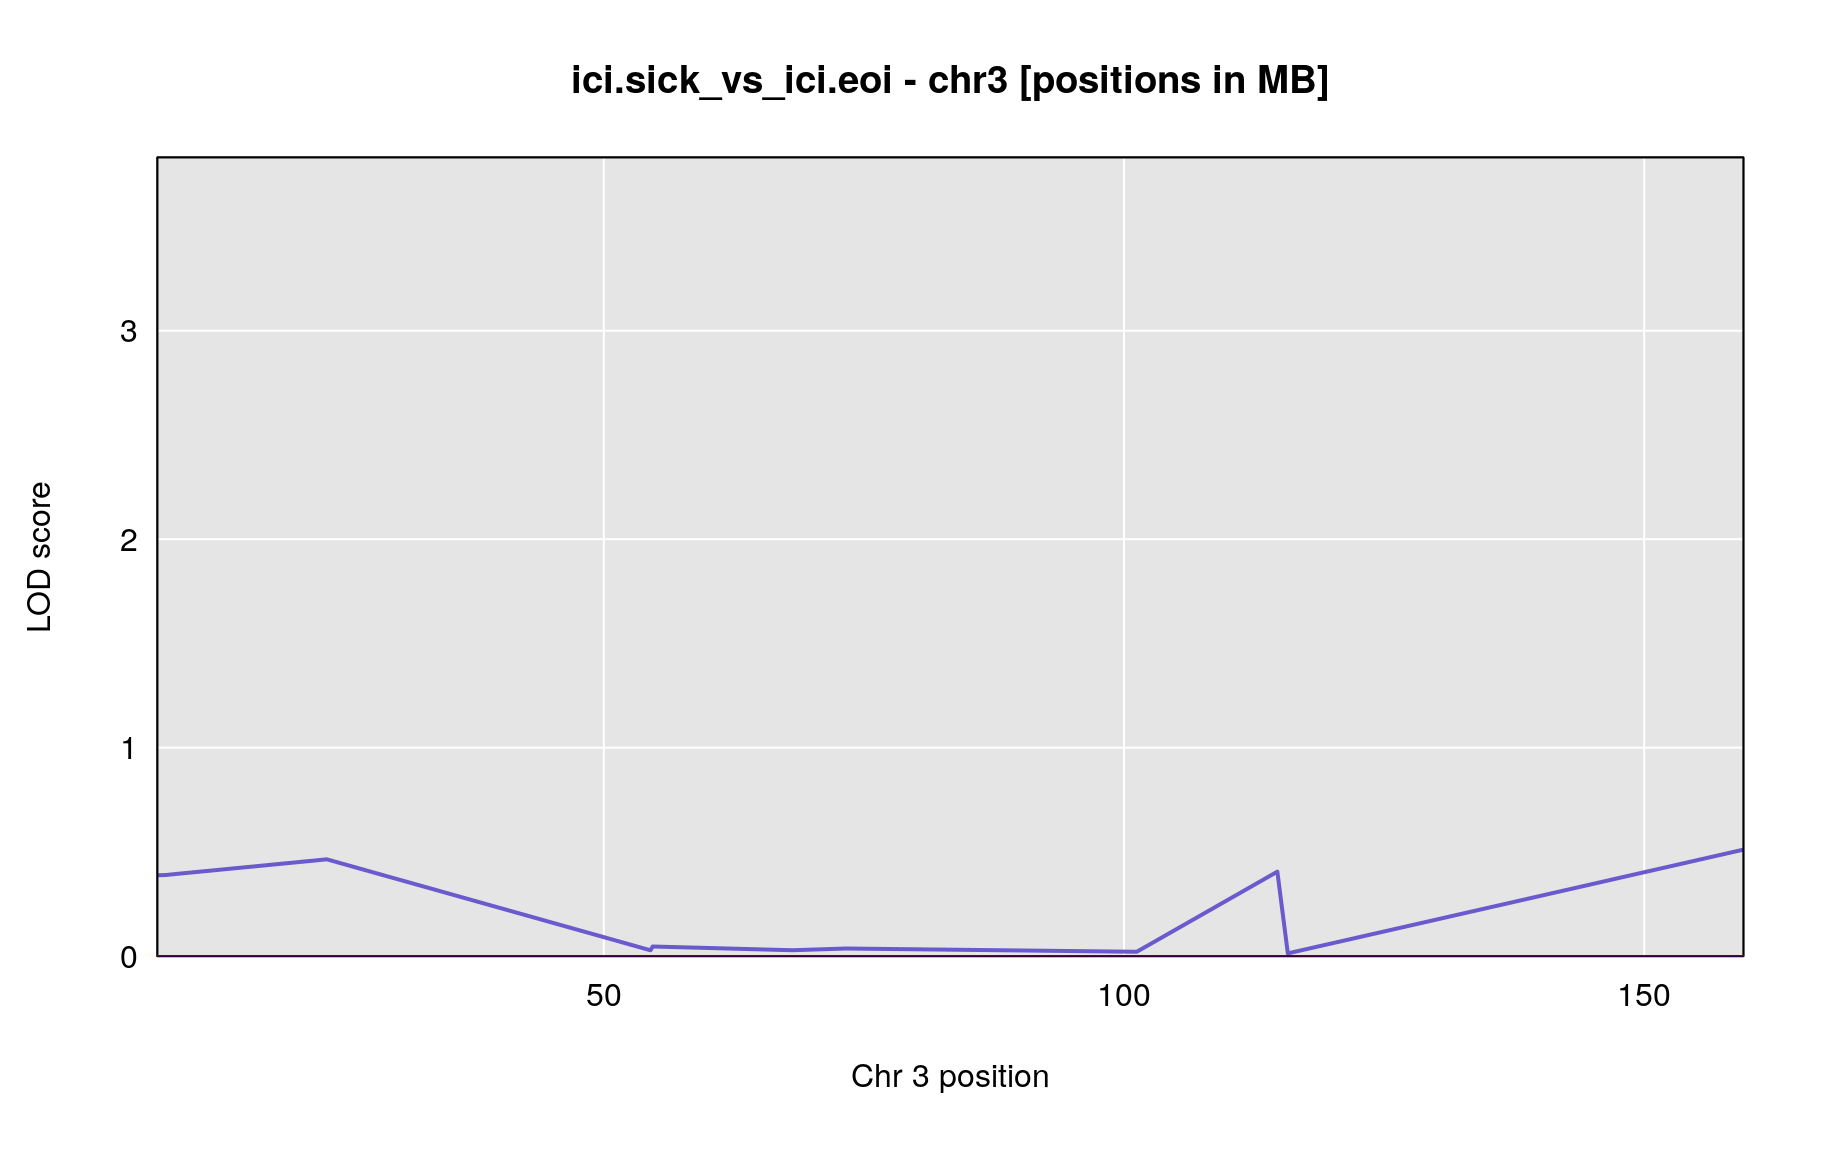 ici.sick_vs_ici.eoi - chr3 [positions in MB]
LOD score
3
2
1
0
50 100 150
Chr 3 position